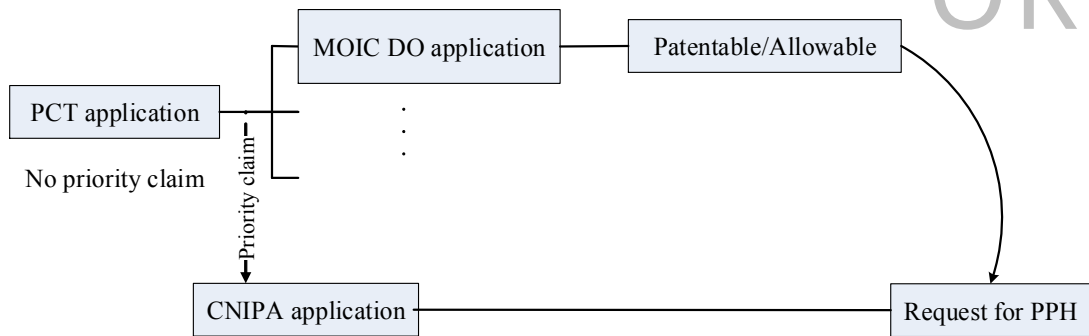 MOIC DO application
Patentable/Allowable
PCT application
No priority claim
Priority claim
CNIPA application
Request for PPH